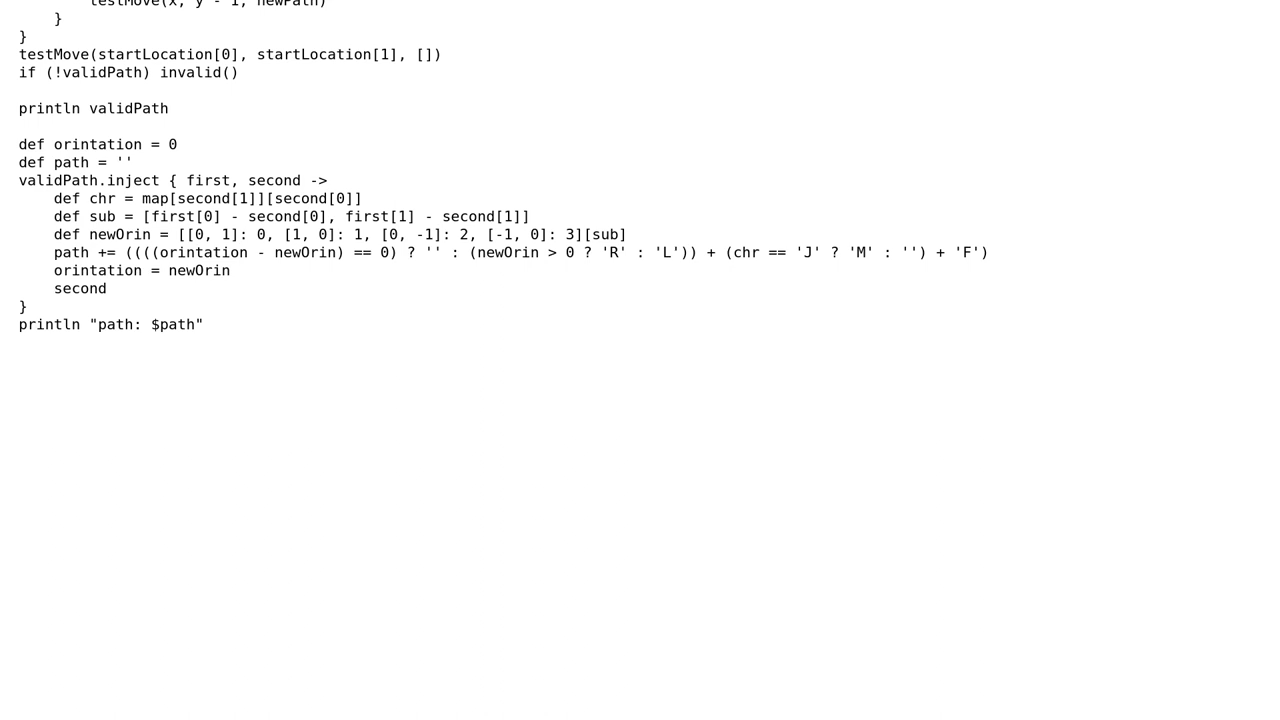 testMove(x, y - 1, newPath)
    }
}
testMove(startLocation[0], startLocation[1], [])
if (!validPath) invalid()

println validPath

def orintation = 0
def path = ''
validPath.inject { first, second ->
    def chr = map[second[1]][second[0]]
    def sub = [first[0] - second[0], first[1] - second[1]]
    def newOrin = [[0, 1]: 0, [1, 0]: 1, [0, -1]: 2, [-1, 0]: 3][sub]
    path += ((((orintation - newOrin) == 0) ? '' : (newOrin > 0 ? 'R' : 'L')) + (chr == 'J' ? 'M' : '') + 'F')
    orintation = newOrin
    second
}
println "path: $path"